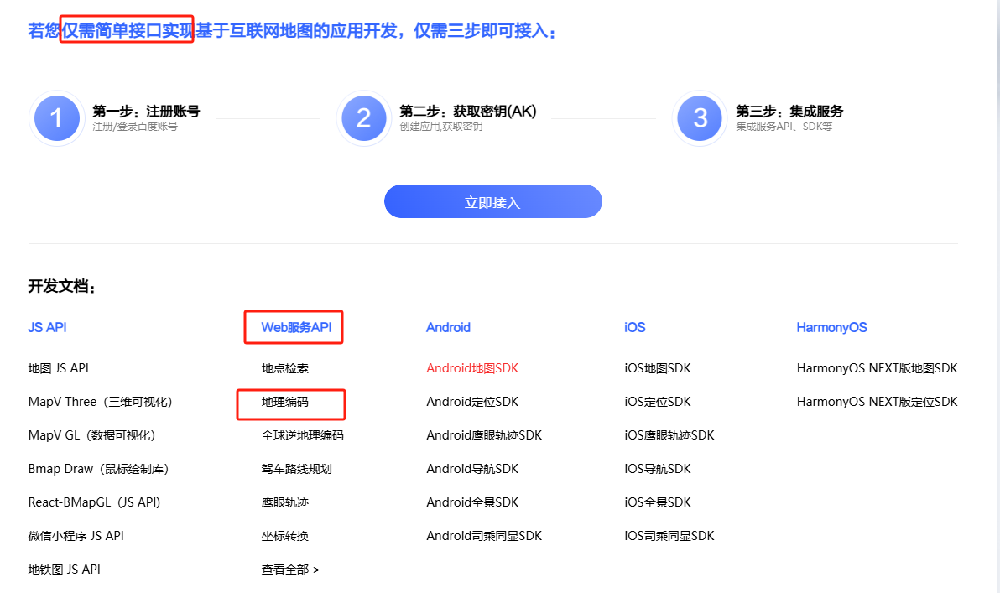 若您仅需简单接口实现基于互联网地图的应用开发，仅需三步即可接入：
1 第一步：注册账号
注册/登录百度账号
2 第二步：获取密钥(AK)
创建应用,获取密钥
3 第三步：集成服务
集成服务API、SDK等
立即接入
开发文档：
JS API Web服务API Android iOS HarmonyOS
地图 JS API 地点检索 Android地图SDK iOS地图SDK HarmonyOS NEXT版地图SDK
MapV Three（三维可视化） 地理编码 Android定位SDK iOS定位SDK HarmonyOS NEXT版定位SDK
MapV GL（数据可视化） 全球逆地理编码 Android鹰眼轨迹SDK iOS鹰眼轨迹SDK
Bmap Draw（鼠标绘制库） 驾车路线规划 Android导航SDK iOS导航SDK
React-BMapGL（JS API) 鹰眼轨迹 Android全景SDK iOS全景SDK
微信小程序 JS API 坐标转换 Android司乘同显SDK iOS司乘同显SDK
地铁图 JS API 查看全部 >